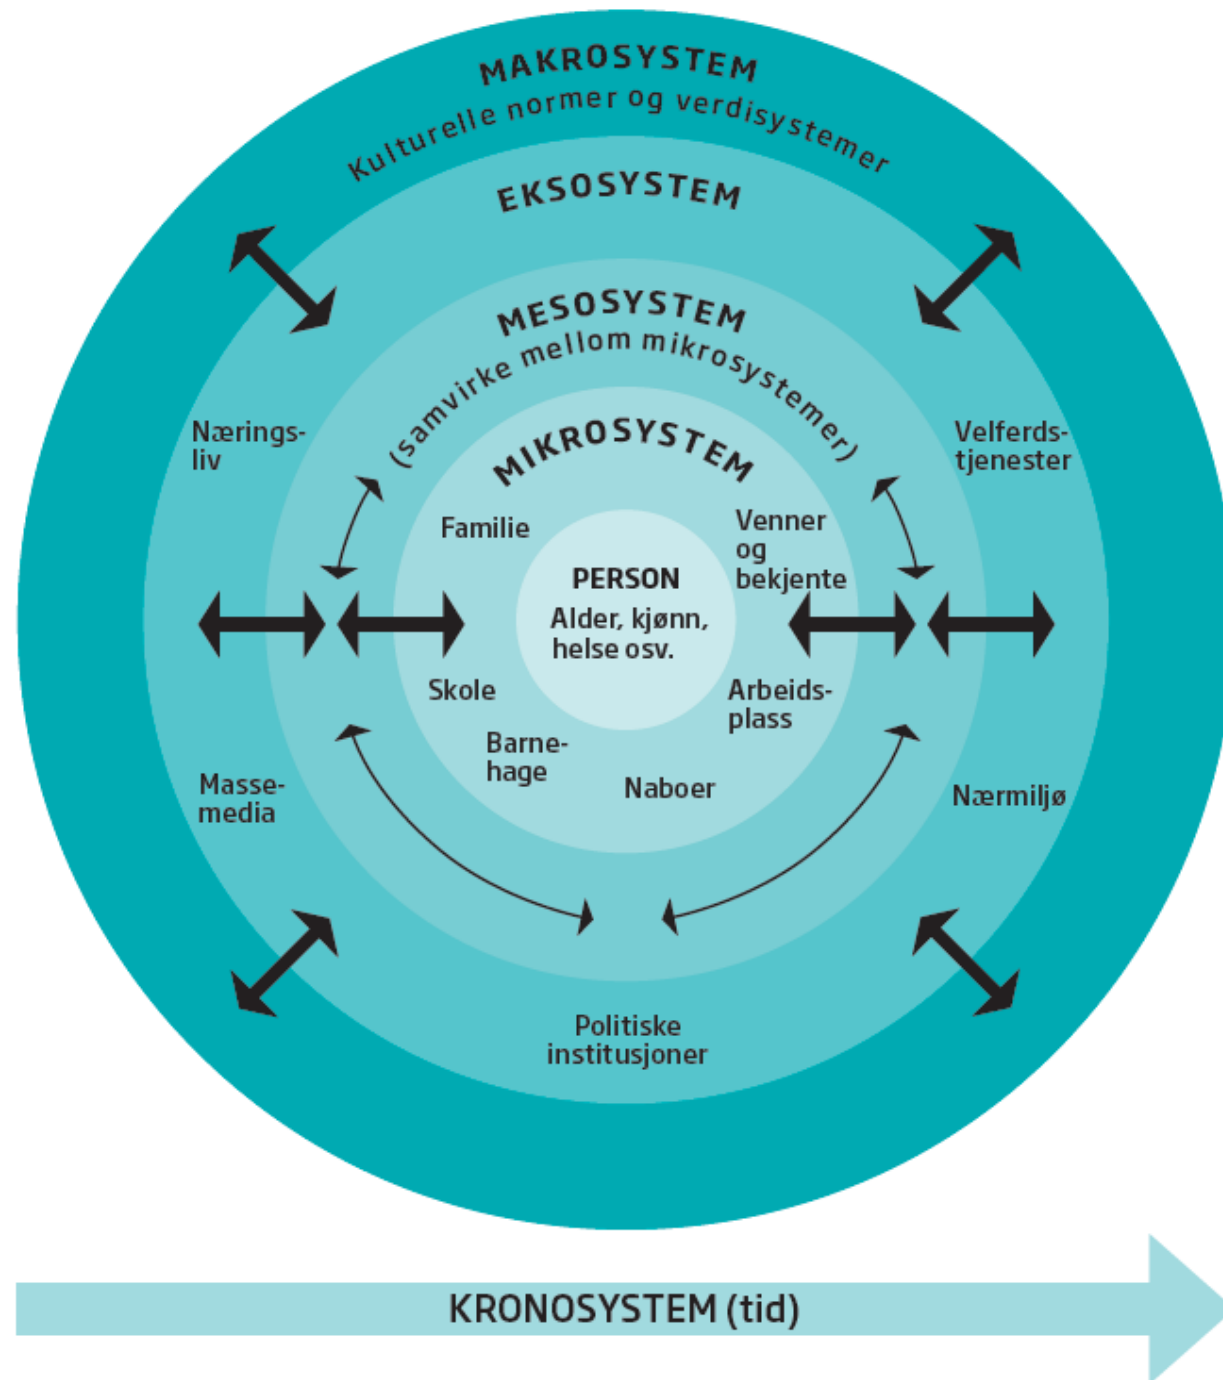 MAKROSYSTEM
Kulturelle normer og verdisystemer
EKSOSYSTEM
MESOSYSTEM
(samvirke mellom mikrosystemer)
MIKROSYSTEM
Nærings-
liv
Velferds-
tjenester
Familie
Venner
og
bekjente
PERSON
Alder, kjønn,
helse osv.
Skole
Arbeids-
plass
Barne-
hage
Naboer
Masse-
media
Nærmiljø
Politiske
institusjoner
KRONOSYSTEM (tid)